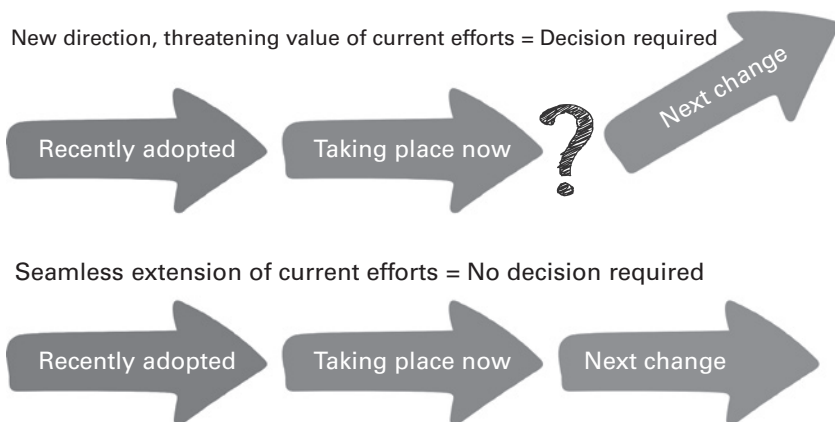 New direction, threatening value of current efforts = Decision required
Next change
Recently adopted
Taking place now
?
Seamless extension of current efforts = No decision required
Recently adopted
Taking place now
Next change